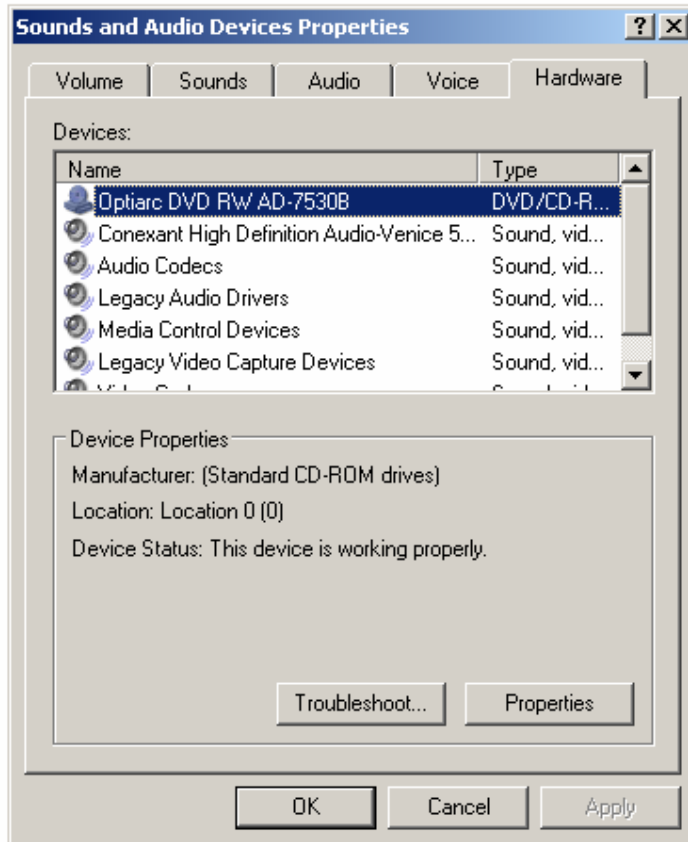 Sounds and Audio Devices Properties
Volume Sounds Audio Voice Hardware
Devices:
Name Type
Optiarc DVD RW AD-7530B DVD/CD-R...
Conexant High Definition Audio-Venice 5... Sound, vid...
Audio Codecs Sound, vid...
Legacy Audio Drivers Sound, vid...
Media Control Devices Sound, vid...
Legacy Video Capture Devices Sound, vid...
Device Properties
Manufacturer: (Standard CD-ROM drives)
Location: Location 0 (0)
Device Status: This device is working properly.
Troubleshoot... Properties
OK Cancel Apply